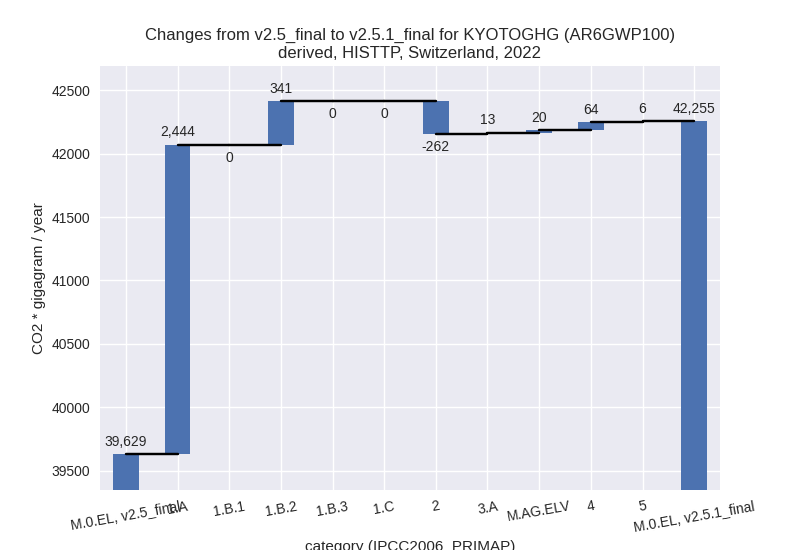 Changes from v2.5_final to v2.5.1_final for KYOTOGHG (AR6GWP100)
derived, HISTTP, Switzerland, 2022
CO2 * gigagram / year
42500
42000
41500
41000
40500
40000
39500
39,629
2,444
0
341
0
0
-262
13
20
64
6
42,255
M.0.EL, v2.5_final
1.A
1.B.1
1.B.2
1.B.3
1.C
2
3.A
M.AG.ELV
4
5
M.0.EL, v2.5.1_final
category (IPCC2006_PRIMAP)